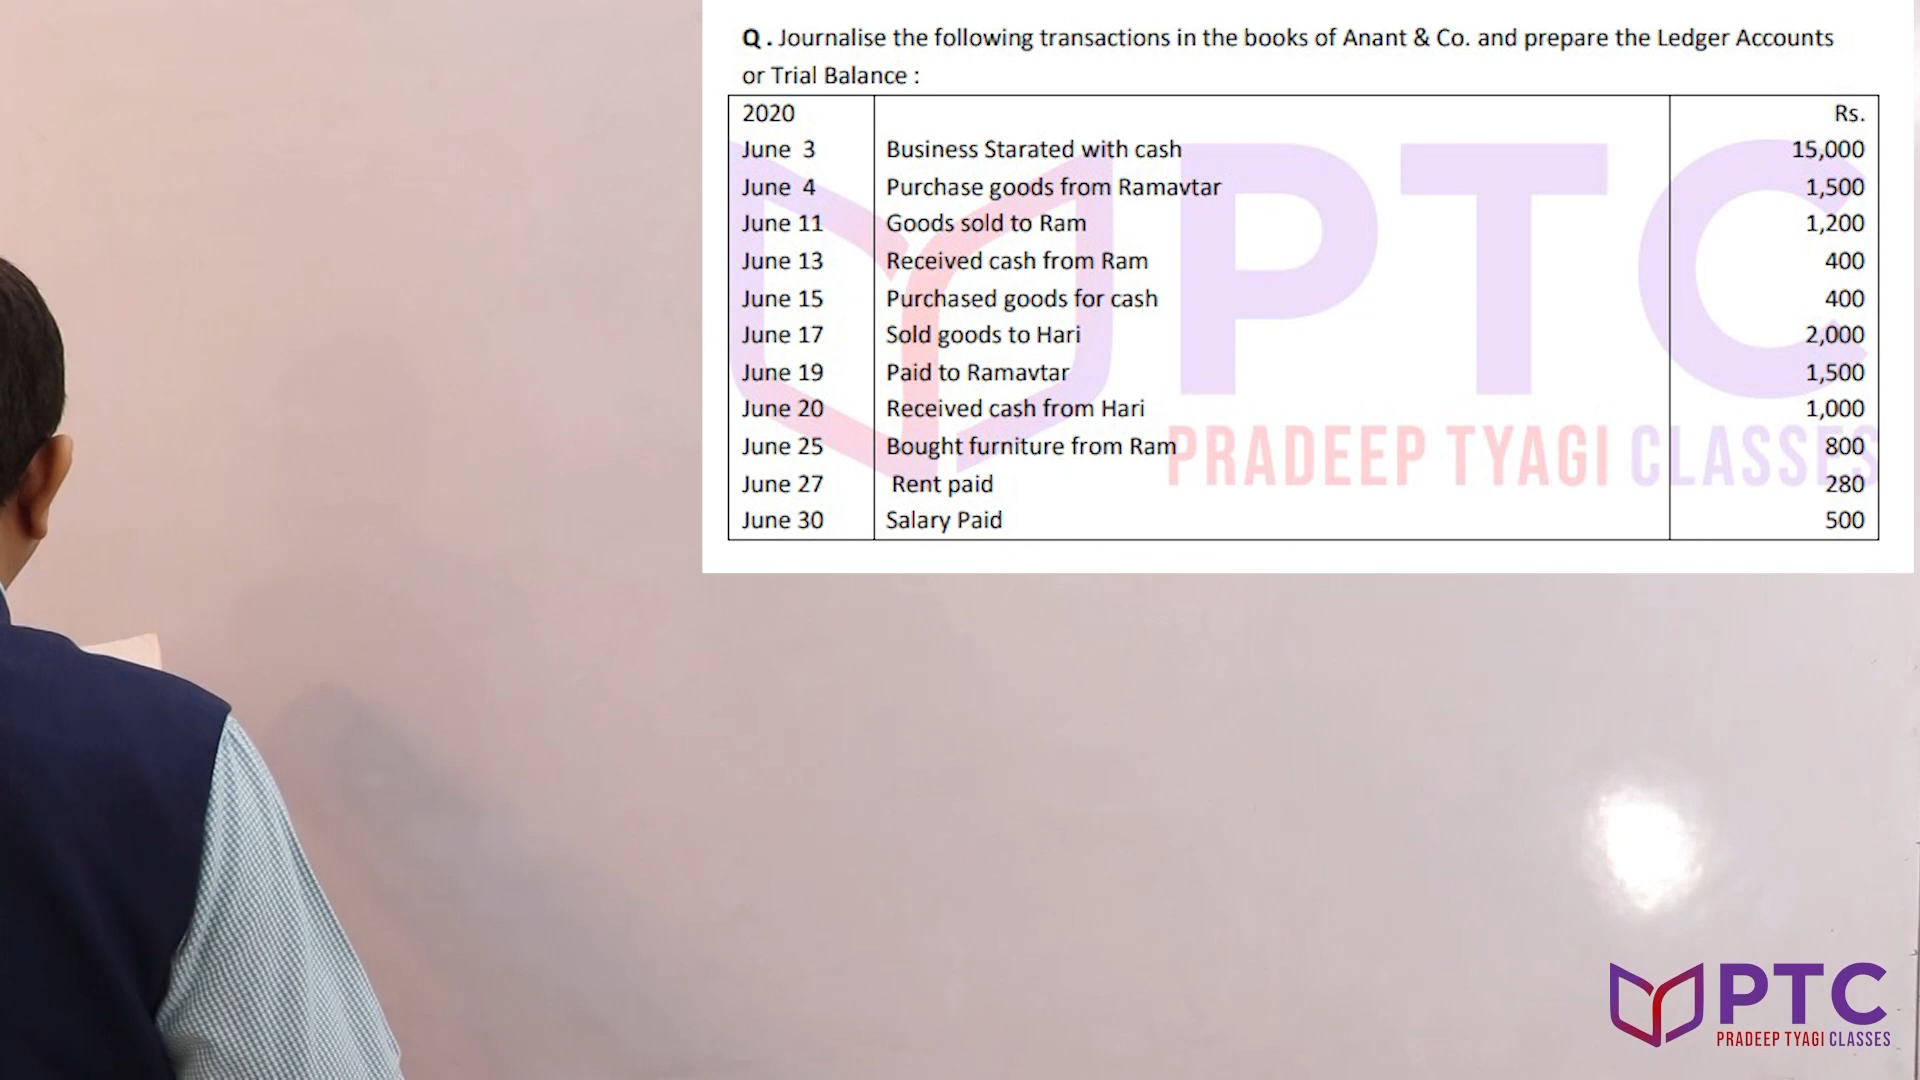 Q . Journalise the following transactions in the books of Anant & Co. and prepare the Ledger Accounts
or Trial Balance :
2020 Rs.
June 3 Business Starated with cash 15,000
June 4 Purchase goods from Ramavtar 1,500
June 11 Goods sold to Ram 1,200
June 13 Received cash from Ram 400
June 15 Purchased goods for cash 400
June 17 Sold goods to Hari 2,000
June 19 Paid to Ramavtar 1,500
June 20 Received cash from Hari 1,000
June 25 Bought furniture from Ram 800
June 27 Rent paid 280
June 30 Salary Paid 500
PTC
PRADEEP TYAGI CLASSES
PTC
PRADEEP TYAGI CLASSES